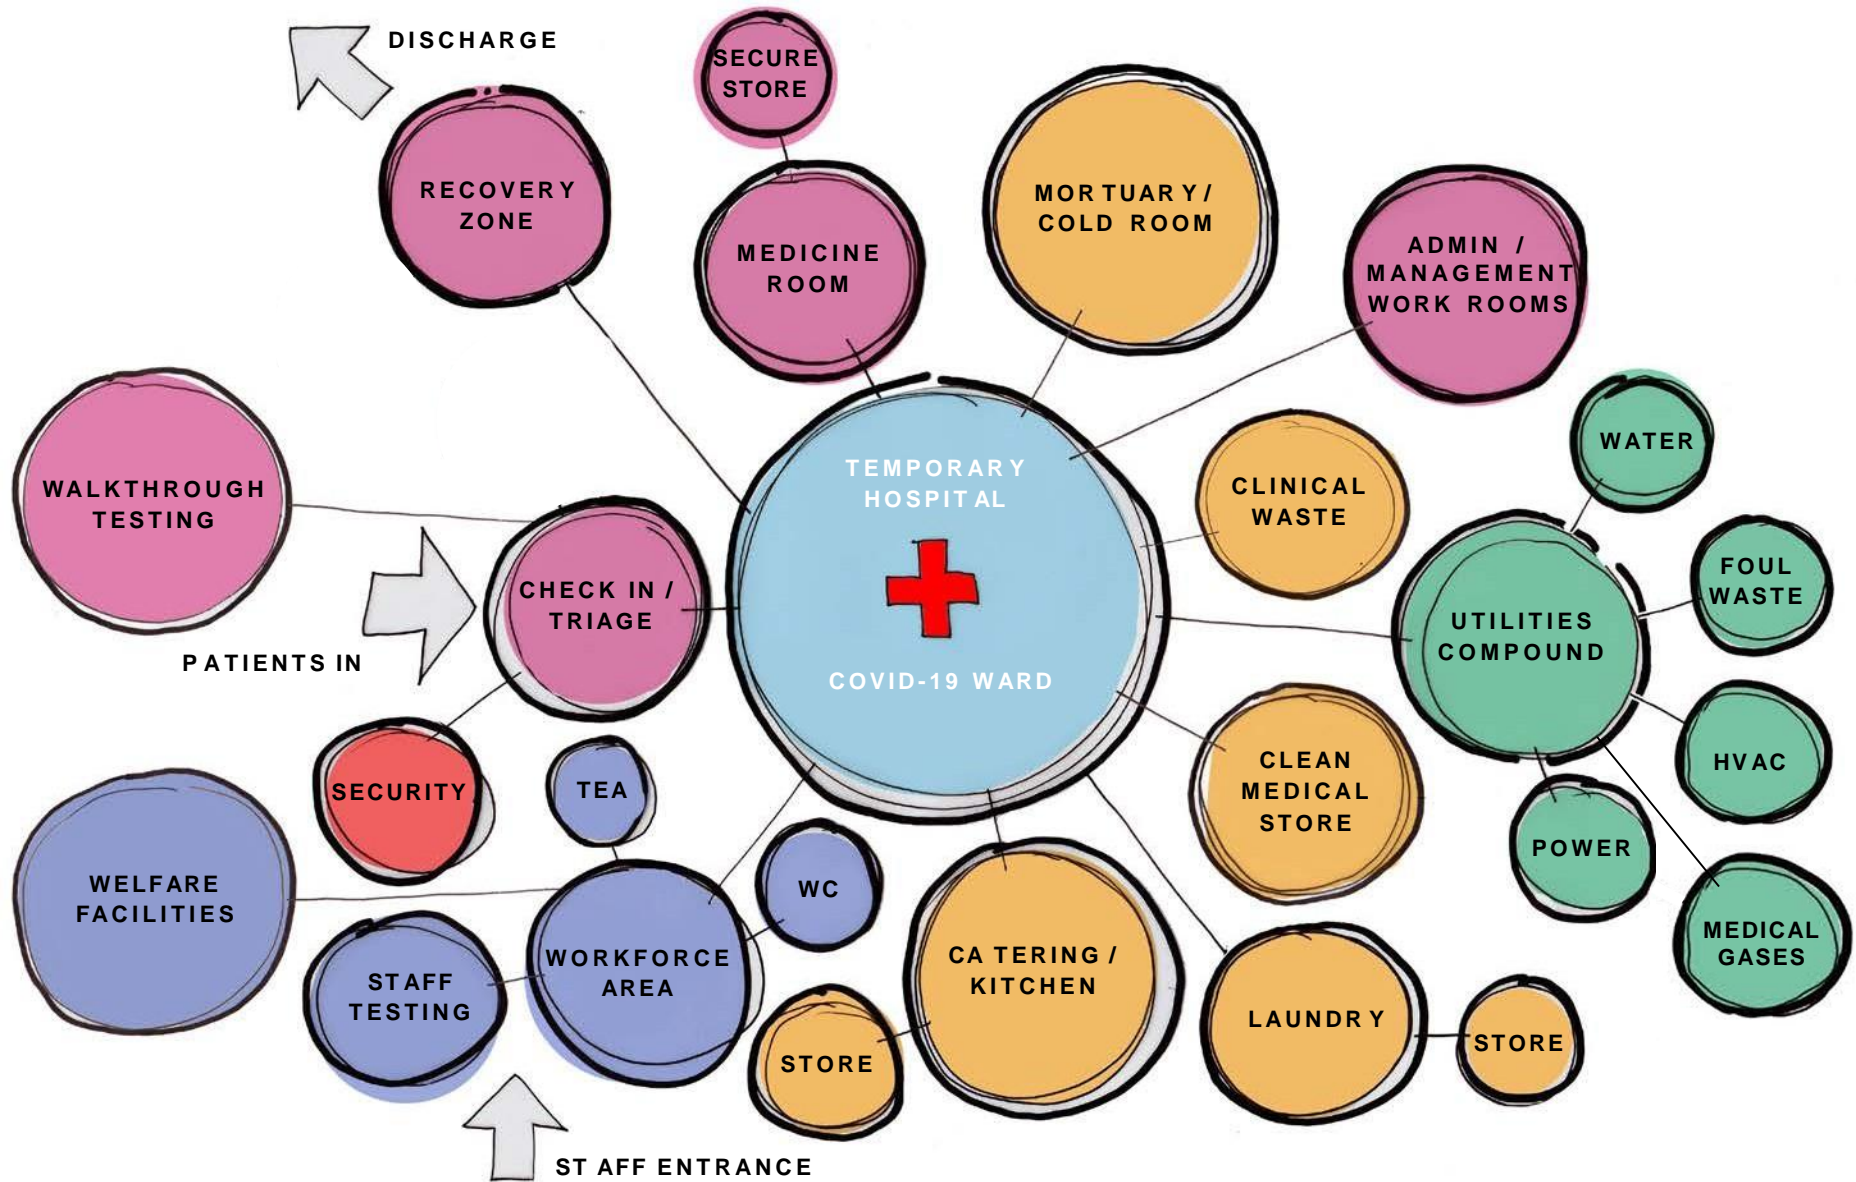 DISCHARGE
SECURE
STORE
RECOVERY
ZONE
MORTUARY/
COLD ROOM
MEDICINE
ROOM
ADMIN /
MANAGEMENT
WORK ROOMS
WATER
TEMPORARY
HOSPITAL
CLINICAL
WASTE
WALKTHROUGH
TESTING
FOUL
WASTE
CHECK IN /
TRIAGE
UTILITIES
COMPOUND
PATIENTS IN
COVID-19 WARD
HVAC
SECURITY
TEA
CLEAN
MEDICAL
STORE
POWER
WELFARE
FACILITIES
WC
MEDICAL
GASES
WORKFORCE
AREA
CATERING /
KITCHEN
STAFF
TESTING
LAUNDRY
STORE
STORE
STAFF ENTRANCE